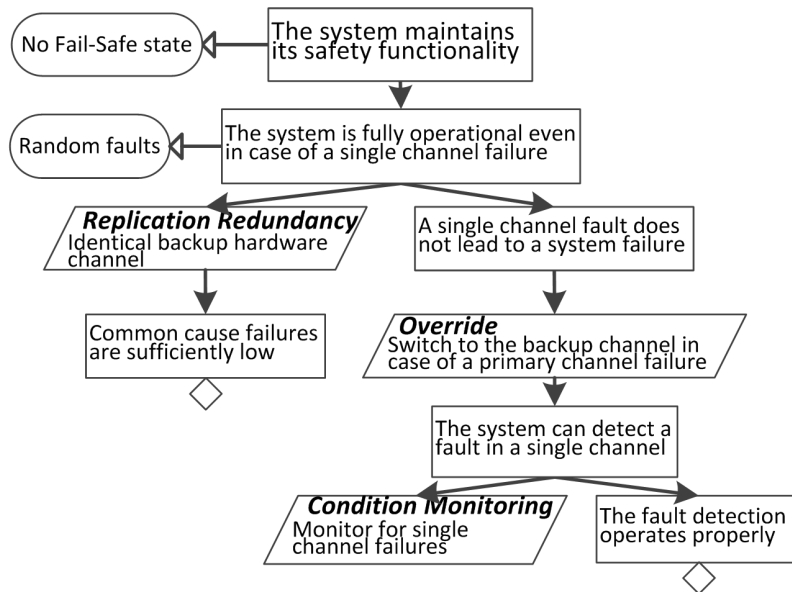 No Fail-Safe state
The system maintains
its safety functionality
Random faults
The system is fully operational even
in case of a single channel failure
Replication Redundancy
Identical backup hardware
channel
A single channel fault does
not lead to a system failure
Common cause failures
are sufficiently low
Override
Switch to the backup channel in
case of a primary channel failure
The system can detect a
fault in a single channel
Condition Monitoring
Monitor for single
channel failures
The fault detection
operates properly